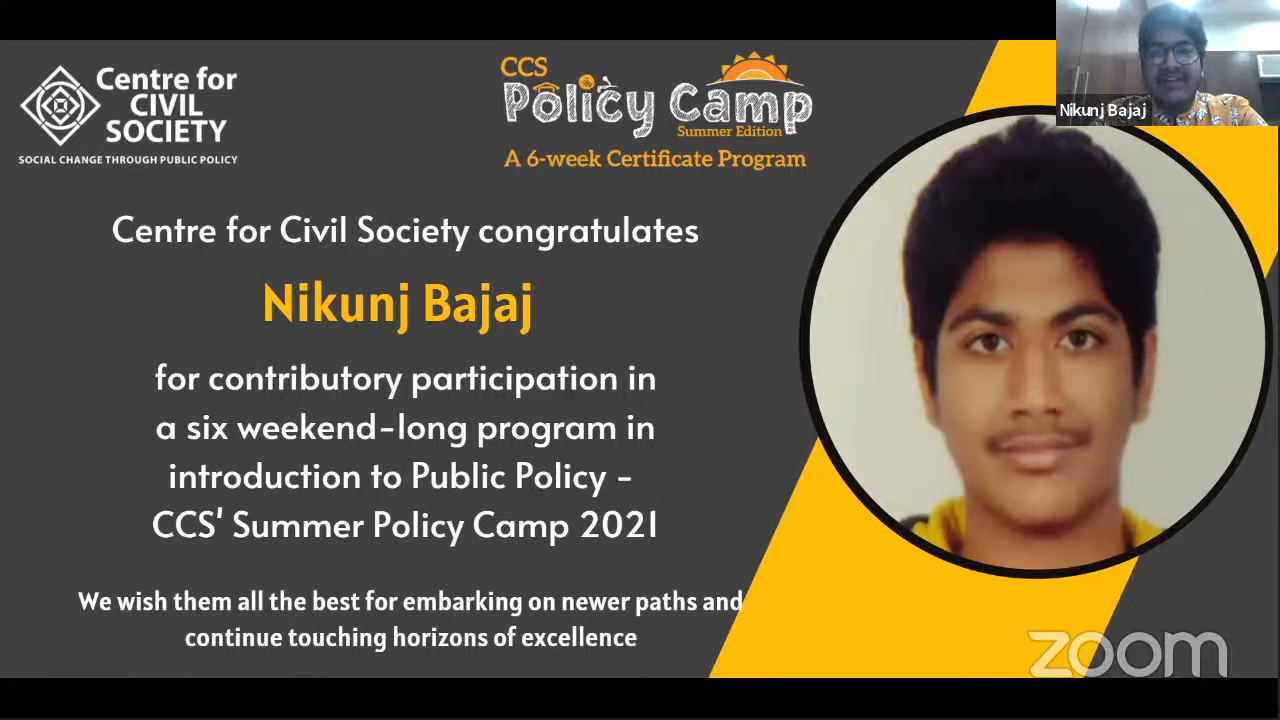 Centre for
CIVIL
SOCIETY
SOCIAL CHANGE THROUGH PUBLIC POLICY
CCS
Policy Camp
Summer Edition
A 6-week Certificate Program
Nikunj Bajaj
Centre for Civil Society congratulates
Nikunj Bajaj
for contributory participation in
a six weekend-long program in
introduction to Public Policy -
CCS' Summer Policy Camp 2021
We wish them all the best for embarking on newer paths and
continue touching horizons of excellence
zoom